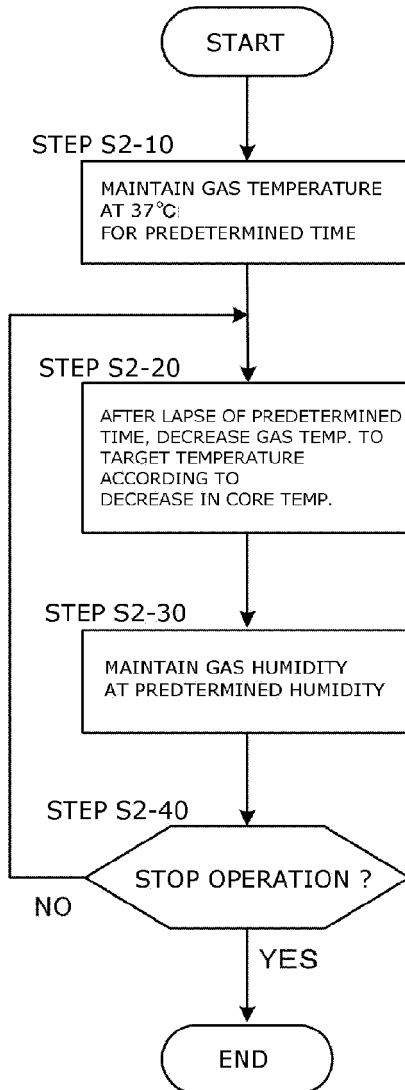 START
STEP S2-10
MAINTAIN GAS TEMPERATURE
AT 37℃
FOR PREDETERMINED TIME
STEP S2-20
AFTER LAPSE OF PREDETERMINED
TIME, DECREASE GAS TEMP. TO
TARGET TEMPERATURE
ACCORDING TO
DECREASE IN CORE TEMP.
STEP S2-30
MAINTAIN GAS HUMIDITY
AT PREDTERMINED HUMIDITY
STEP S2-40
STOP OPERATION ?
NO
YES
END